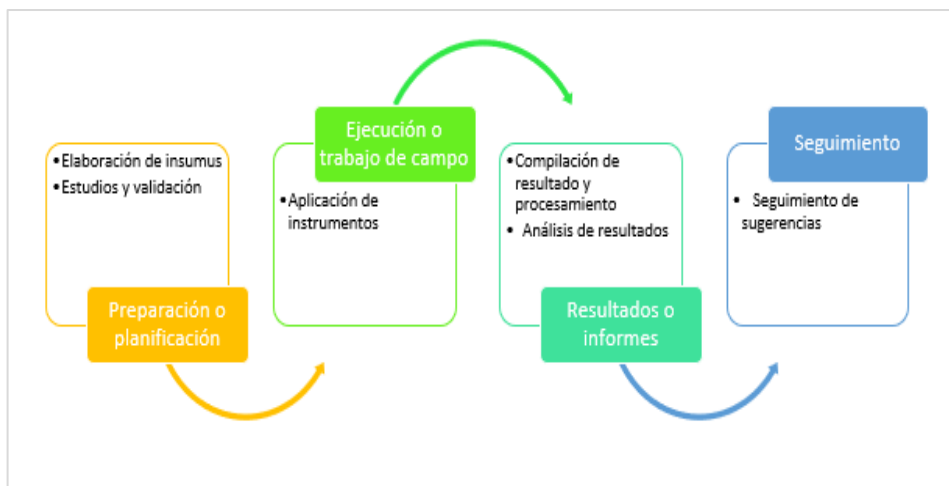 •Elaboración de insumus
•Estudios y validación
Preparación o
planificación
Ejecución o
trabajo de campo
•Aplicación de
instrumentos
•Compilación de
resultado y
procesamiento
• Análisis de resultados
Resultados o
informes
Seguimiento
• Seguimiento de
sugerencias